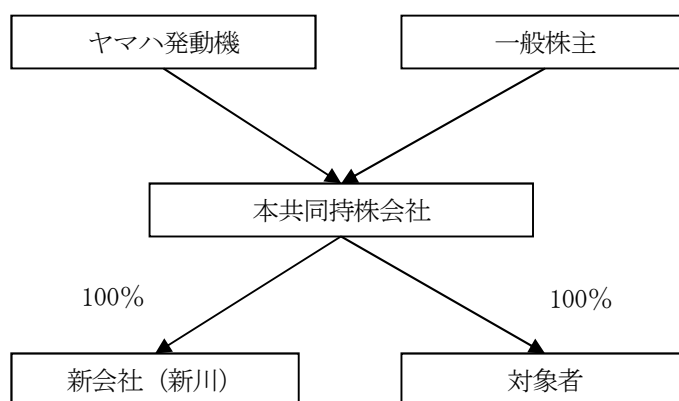 ヤマハ発動機
一般株主
本共同持株会社
100%
100%
新会社（新川）
対象者